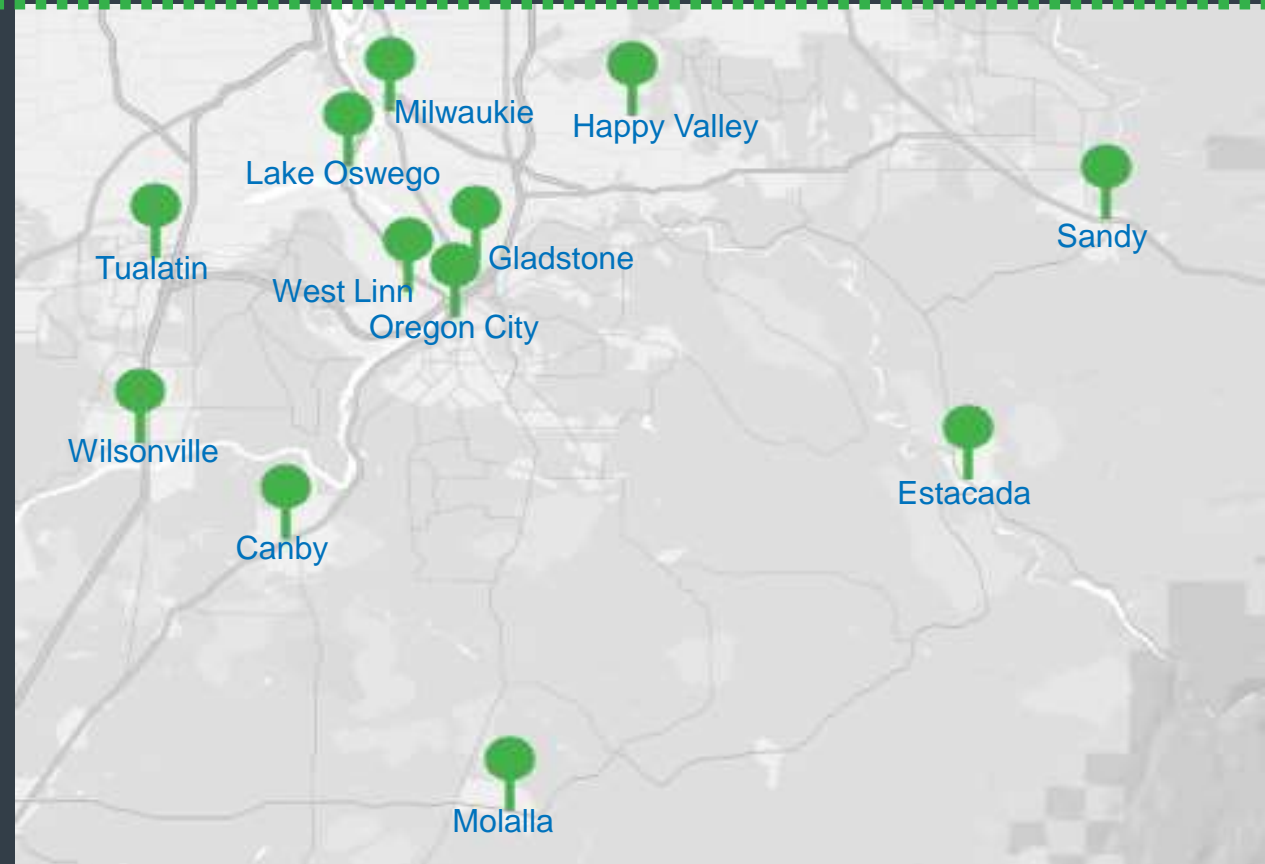 Milwaukie
Happy Valley
Lake Oswego
Sandy
Gladstone
Tualatin
West Linn
Oregon City
Wilsonville
Estacada
Canby
Molalla